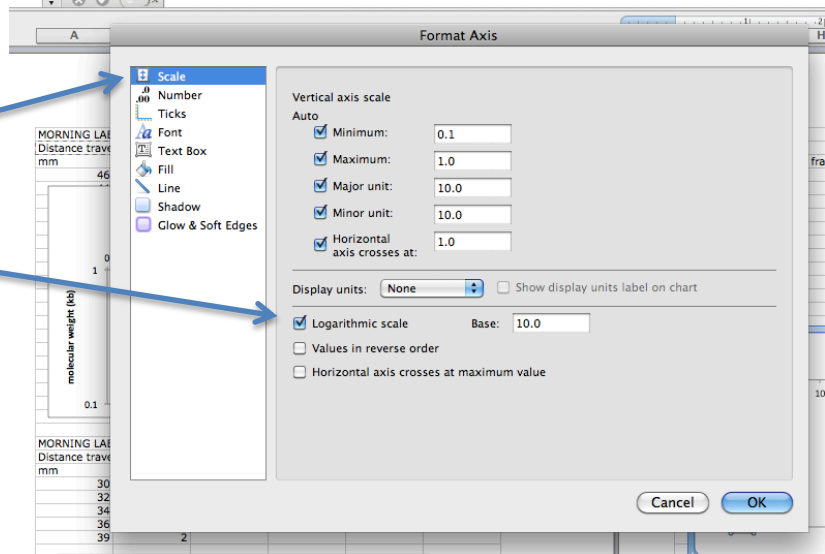 A
Format Axis
H
Scale
Number
Ticks
Font
Text Box
Fill
Line
Shadow
Glow & Soft Edges
Vertical axis scale
Auto
Minimum: 0.1
Maximum: 1.0
Major unit: 10.0
Minor unit: 10.0
Horizontal
axis crosses at: 1.0
Display units: None Show display units label on chart
Logarithmic scale Base: 10.0
Values in reverse order
Horizontal axis crosses at maximum value
Cancel OK
MORNING LAB
Distance trave
mm
46
0
1
molecular weight (kb)
0.1
MORNING LAB
Distance trave
mm
30
32
34
36
39 2
fra
10